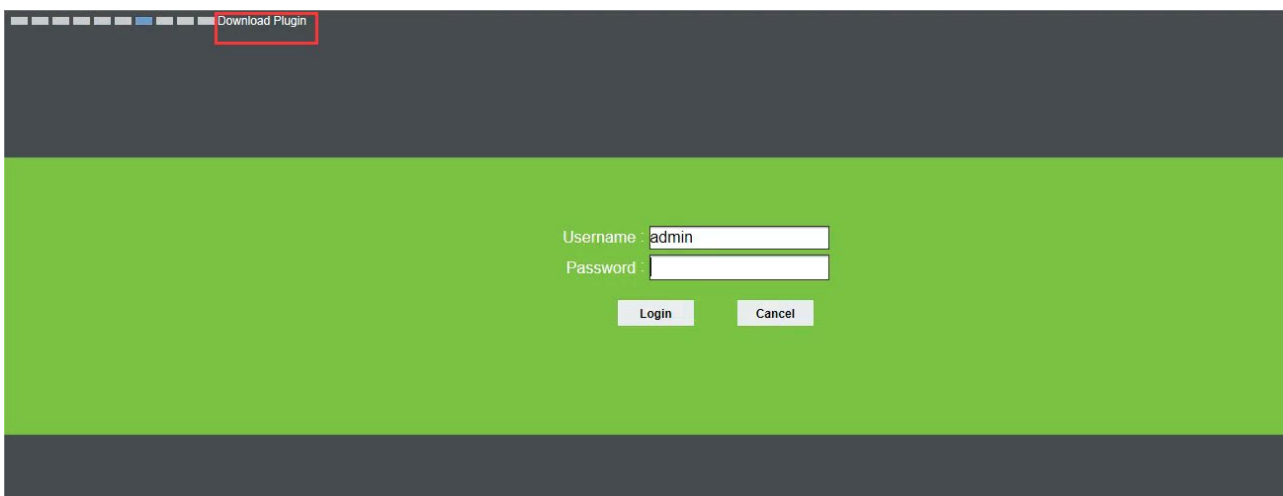 Download Plugin
Username : admin
Password :
Login Cancel